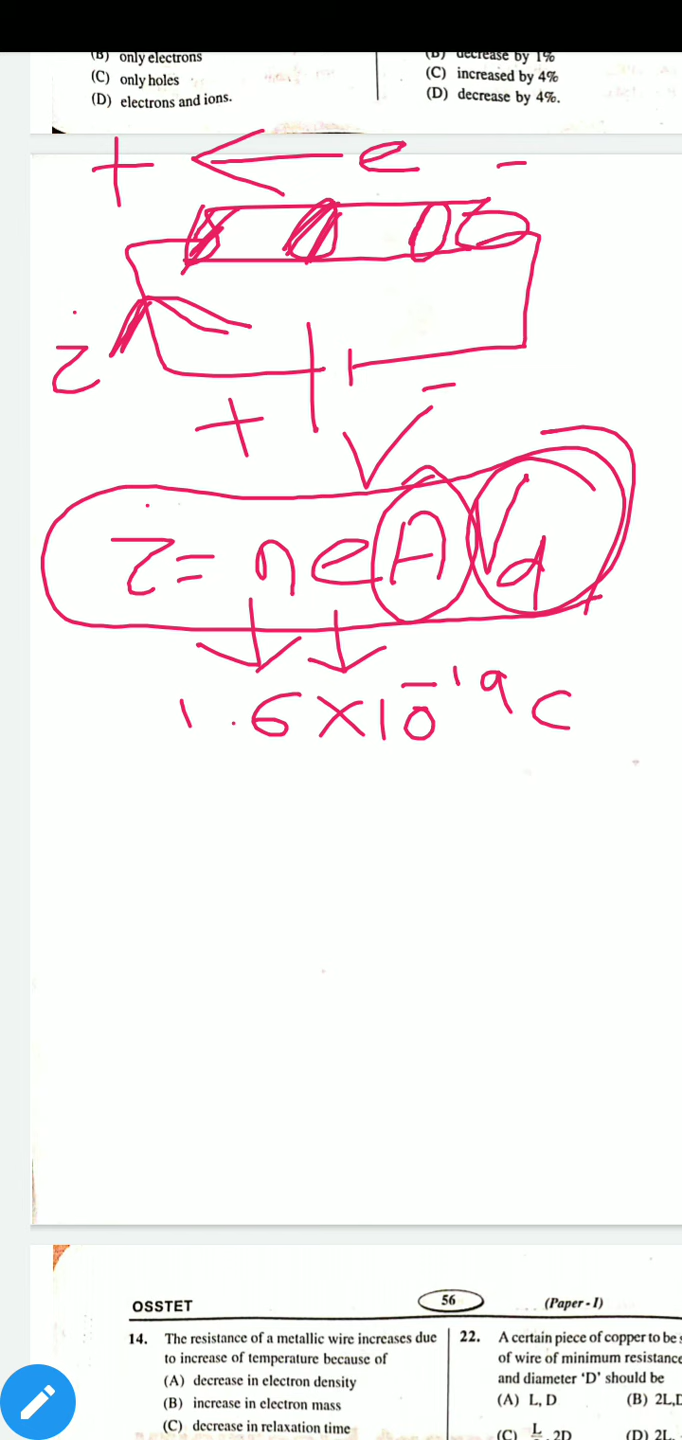 (B) only electrons
(C) only holes
(D) electrons and ions.
(B) decrease by 1%
(C) increased by 4%
(D) decrease by 4%.
+ e -
i
+ -
i = neAVd
1.6×10⁻¹⁹ C
OSSTET 56 (Paper - I)
14. The resistance of a metallic wire increases due
to increase of temperature because of
(A) decrease in electron density
(B) increase in electron mass
(C) decrease in relaxation time
22. A certain piece of copper to be
of wire of minimum resistance
and diameter ‘D’ should be
(A) L, D (B) 2L,
(C) L , 2D (D) 2L.